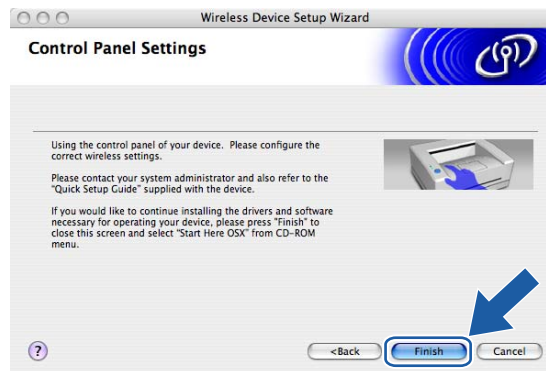 Wireless Device Setup Wizard
Control Panel Settings
Using the control panel of your device. Please configure the
correct wireless settings.
Please contact your system administrator and also refer to the
"Quick Setup Guide" supplied with the device.
If you would like to continue installing the drivers and software
necessary for operating your device, please press "Finish" to
close this screen and select "Start Here OSX" from CD-ROM
menu.
?
<Back
Finish
Cancel